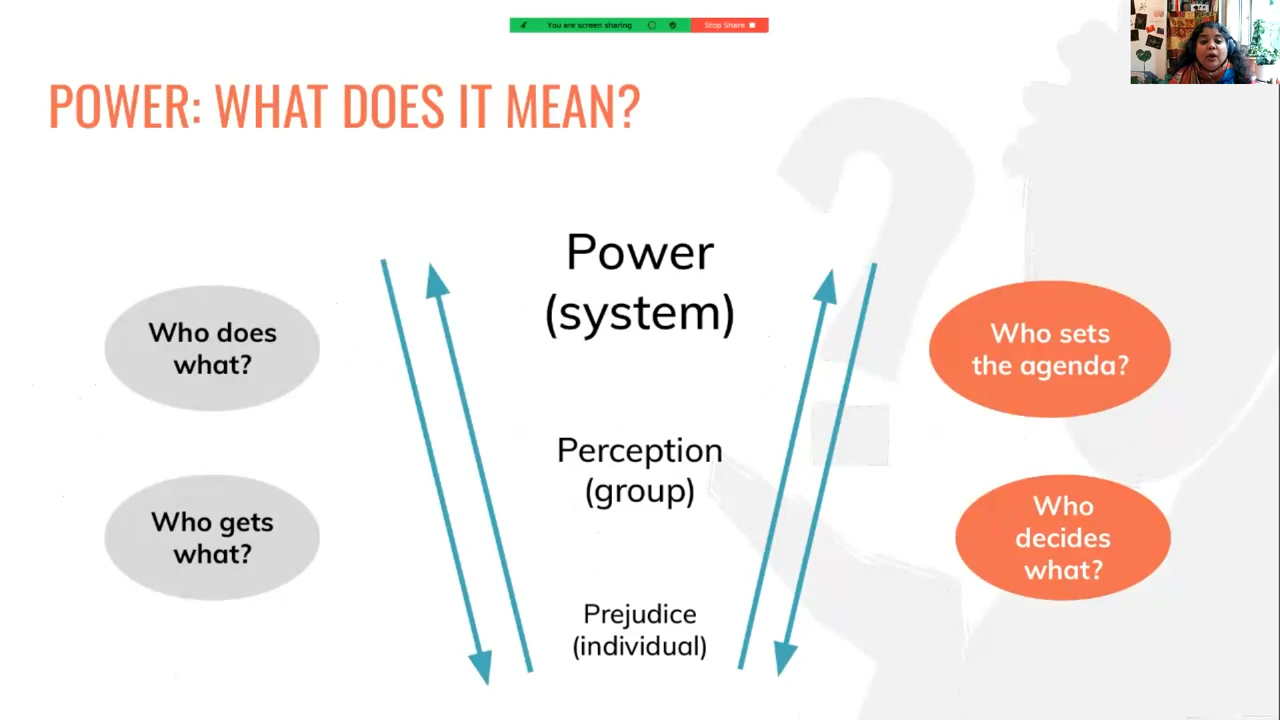 You are screen sharing
Stop Share
POWER: WHAT DOES IT MEAN?
Power
(system)
Who does
what?
Who sets
the agenda?
Perception
(group)
Who gets
what?
Who
decides
what?
Prejudice
(individual)